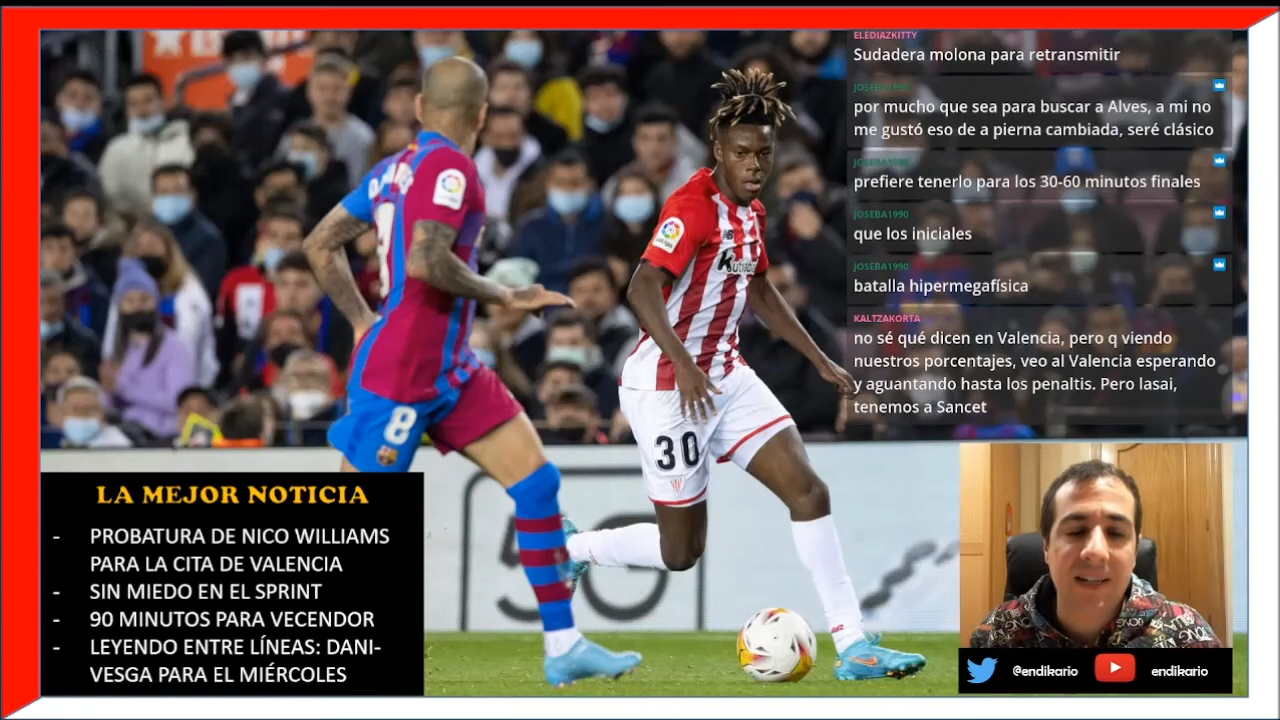 ELEDIAZKITTY
Sudadera molona para retransmitir
JOSEBA1990
por mucho que sea para buscar a Alves, a mi no
me gustó eso de a pierna cambiada, seré clásico
JOSEBA1990
prefiere tenerlo para los 30-60 minutos finales
JOSEBA1990
que los iniciales
JOSEBA1990
batalla hipermegafísica
KALTZAKORTA
no sé qué dicen en Valencia, pero q viendo
nuestros porcentajes, veo al Valencia esperando
y aguantando hasta los penaltis. Pero lasai,
tenemos a Sancet
8
30
5G
LA MEJOR NOTICIA
- PROBATURA DE NICO WILLIAMS
PARA LA CITA DE VALENCIA
- SIN MIEDO EN EL SPRINT
- 90 MINUTOS PARA VECENDOR
- LEYENDO ENTRE LÍNEAS: DANI-
VESGA PARA EL MIÉRCOLES
@endikario
endikario